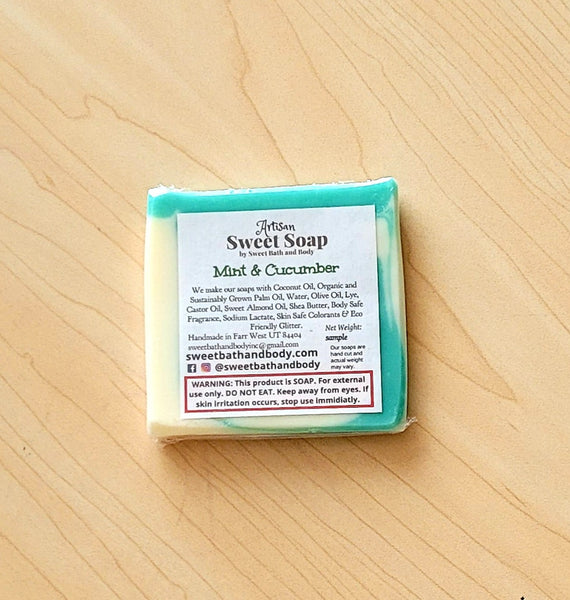 Artisan
Sweet Soap
by Sweet Bath and Body
Mint & Cucumber
We make our soaps with Coconut Oil, Organic and
Sustainably Grown Palm Oil, Water, Olive Oil, Lye,
Castor Oil, Sweet Almond Oil, Shea Butter, Body Safe
Fragrance, Sodium Lactate, Skin Safe Colorants & Eco
Friendly Glitter.
Handmade in Farr West UT 84404
sweetbathandbodyinc@gmail.com
sweetbathandbody.com
@sweetbathandbody
Net Weight:
sample
Our soaps are
hand cut and
actual weight
may vary.
WARNING: This product is SOAP. For external
use only. DO NOT EAT. Keep away from eyes. If
skin irritation occurs, stop use immidiatly.